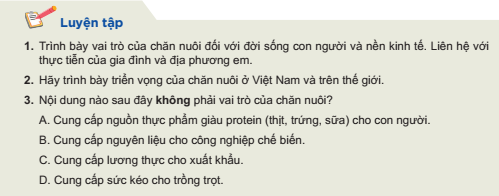 Luyện tập
1. Trình bày vai trò của chăn nuôi đối với đời sống con người và nền kinh tế. Liên hệ với
thực tiễn của gia đình và địa phương em.
2. Hãy trình bày triển vọng của chăn nuôi ở Việt Nam và trên thế giới.
3. Nội dung nào sau đây không phải vai trò của chăn nuôi?
A. Cung cấp nguồn thực phẩm giàu protein (thịt, trứng, sữa) cho con người.
B. Cung cấp nguyên liệu cho công nghiệp chế biến.
C. Cung cấp lương thực cho xuất khẩu.
D. Cung cấp sức kéo cho trồng trọt.